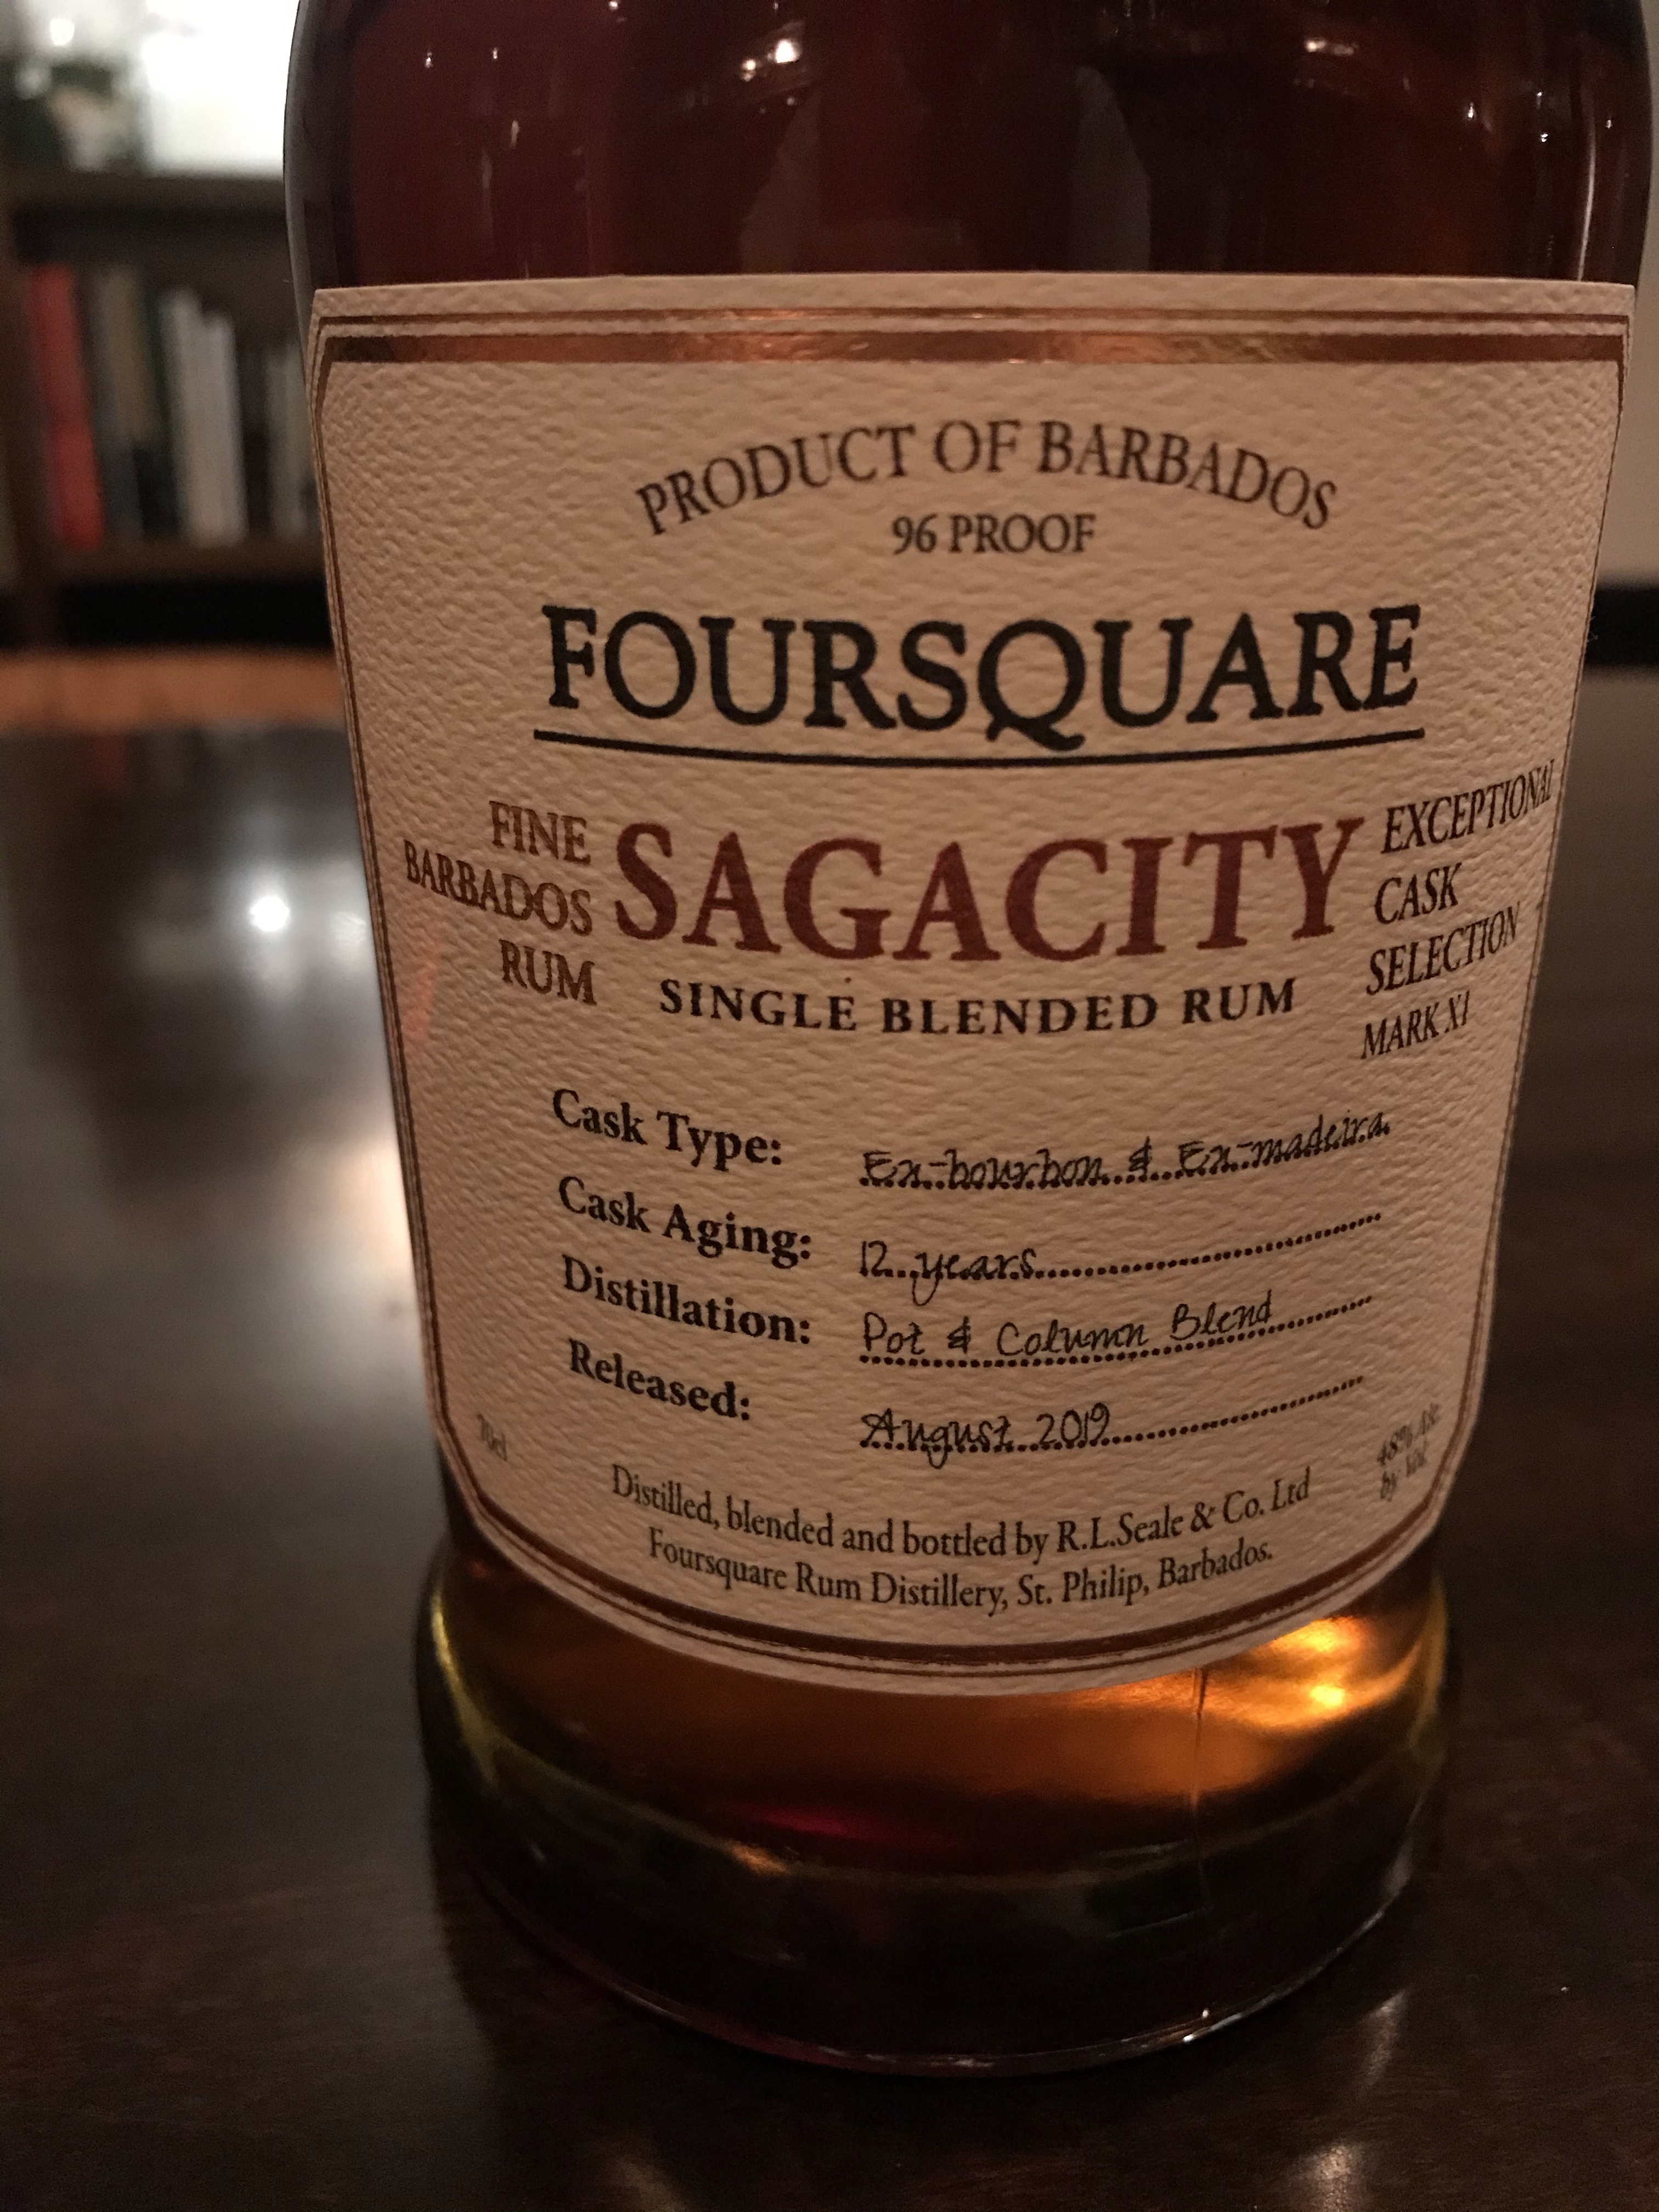 PRODUCT OF BARBADOS
96 PROOF
FOURSQUARE
FINE
BARBADOS
RUM
SAGACITY
SINGLE BLENDED RUM
EXCEPTIONAL
CASK
SELECTION
MARK XI
Cask Type: Ex-bourbon & Ex-madeira
Cask Aging: 12 years
Distillation: Pot & Column Blend
Released: August 2019
70cl
48% Alc.
by Vol.
Distilled, blended and bottled by R.L.Seale & Co. Ltd
Foursquare Rum Distillery, St. Philip, Barbados.